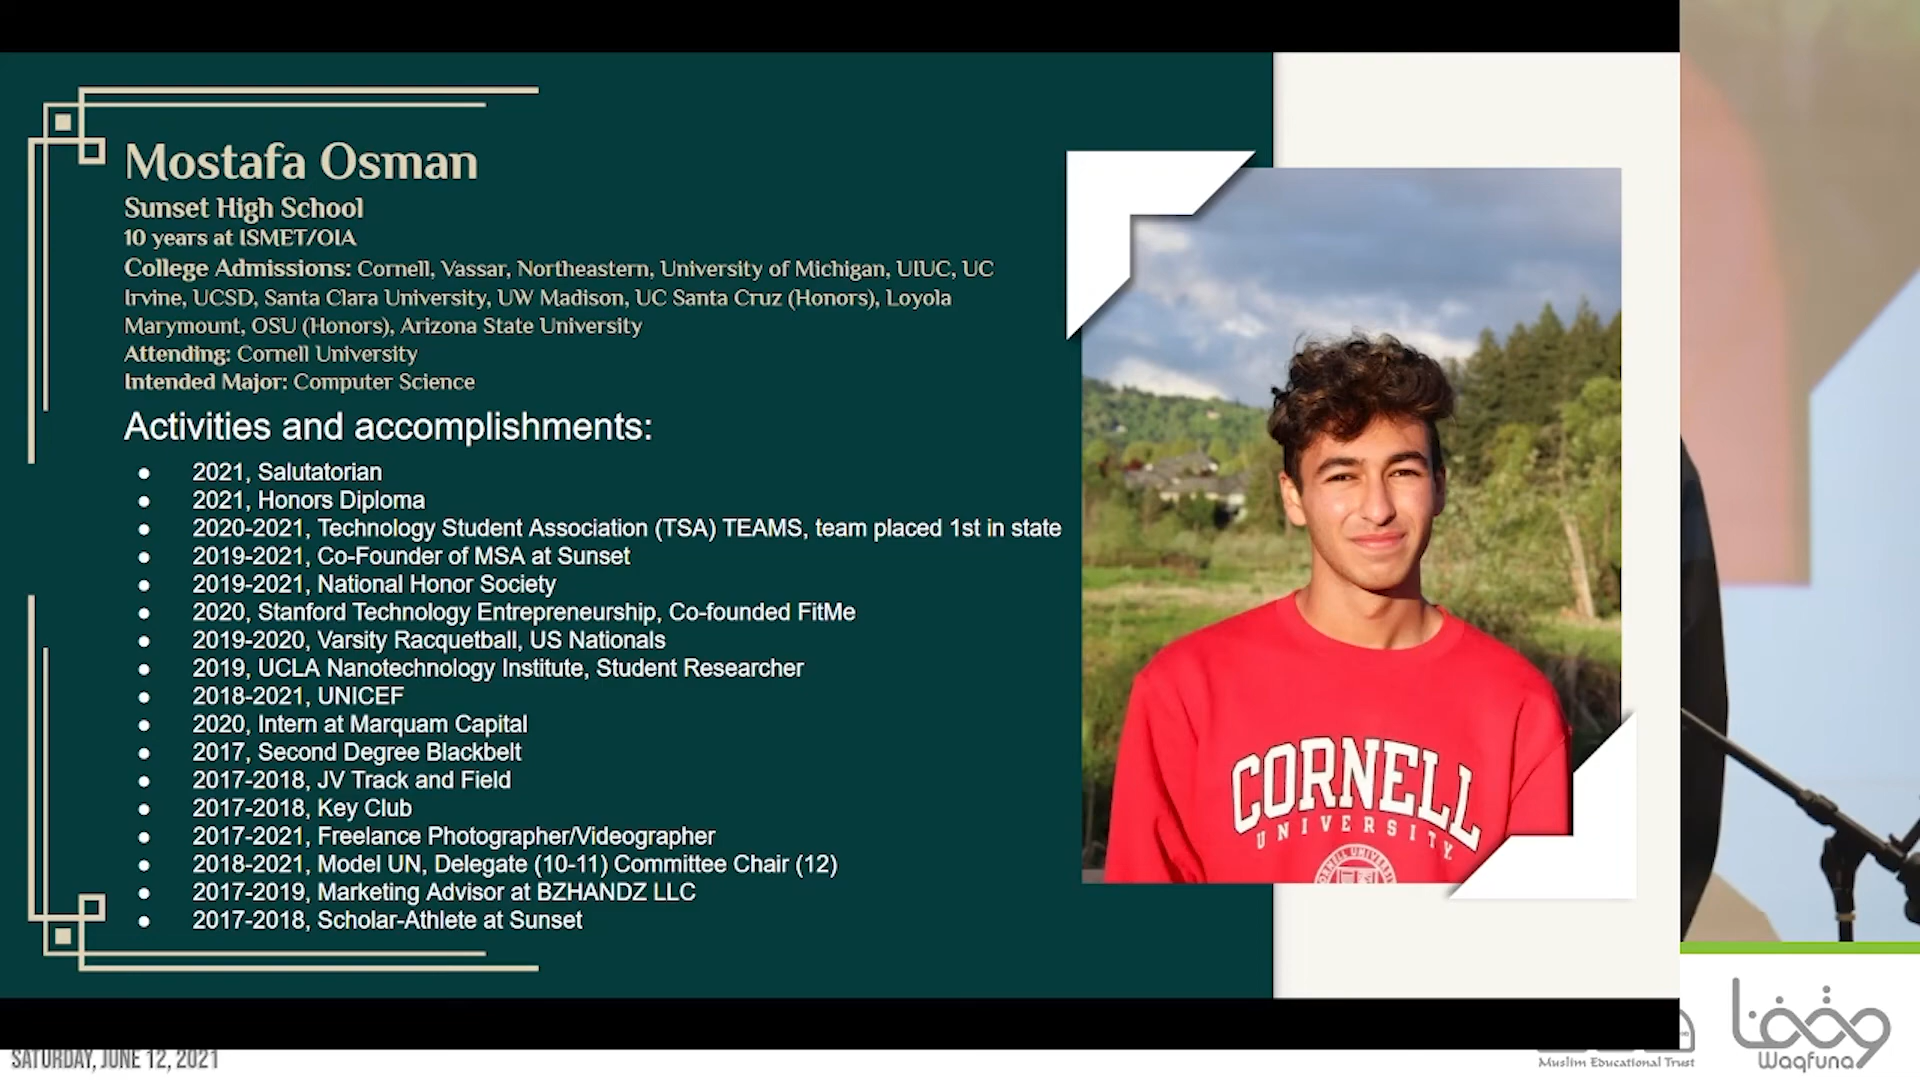 Mostafa Osman
Sunset High School
10 years at ISMET/OIA
College Admissions: Cornell, Vassar, Northeastern, University of Michigan, UIUC, UC
Irvine, UCSD, Santa Clara University, UW Madison, UC Santa Cruz (Honors), Loyola
Marymount, OSU (Honors), Arizona State University
Attending: Cornell University
Intended Major: Computer Science
Activities and accomplishments:
● 2021, Salutatorian
● 2021, Honors Diploma
● 2020-2021, Technology Student Association (TSA) TEAMS, team placed 1st in state
● 2019-2021, Co-Founder of MSA at Sunset
● 2019-2021, National Honor Society
● 2020, Stanford Technology Entrepreneurship, Co-founded FitMe
● 2019-2020, Varsity Racquetball, US Nationals
● 2019, UCLA Nanotechnology Institute, Student Researcher
● 2018-2021, UNICEF
● 2020, Intern at Marquam Capital
● 2017, Second Degree Blackbelt
● 2017-2018, JV Track and Field
● 2017-2018, Key Club
● 2017-2021, Freelance Photographer/Videographer
● 2018-2021, Model UN, Delegate (10-11) Committee Chair (12)
● 2017-2019, Marketing Advisor at BZHANDZ LLC
● 2017-2018, Scholar-Athlete at Sunset
CORNELL
UNIVERSITY
SATURDAY, JUNE 12, 2021
Muslim Educational Trust
Waqfuna